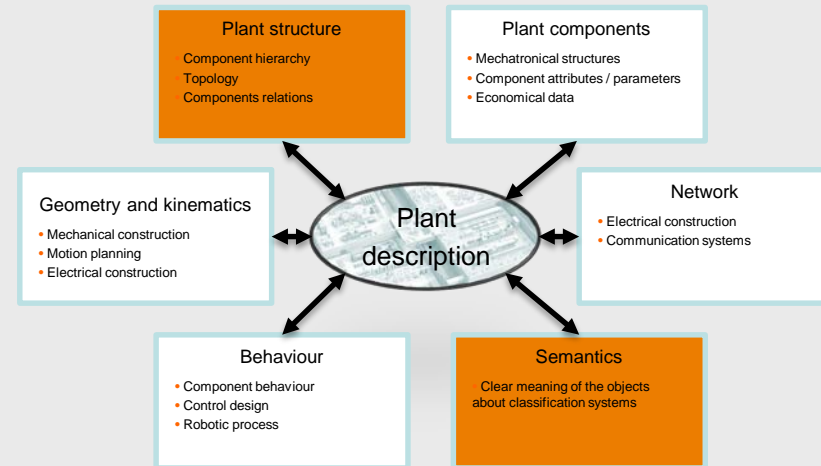 Plant structure
• Component hierarchy
• Topology
• Components relations
Plant components
• Mechatronical structures
• Component attributes / parameters
• Economical data
Geometry and kinematics
• Mechanical construction
• Motion planning
• Electrical construction
Plant
description
Network
• Electrical construction
• Communication systems
Behaviour
• Component behaviour
• Control design
• Robotic process
Semantics
• Clear meaning of the objects
about classification systems